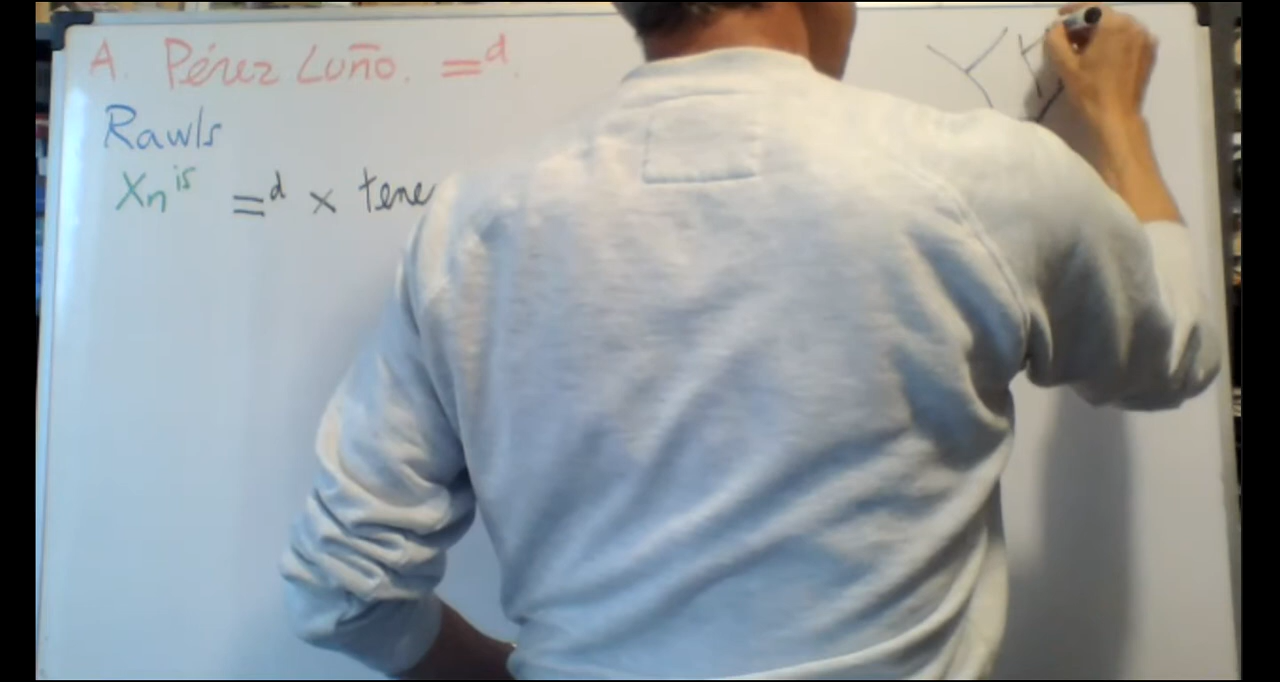 A. Pérez Luño. =ᵈ.
Rawls
Xnⁱˢ =ᵈ x tene
Y